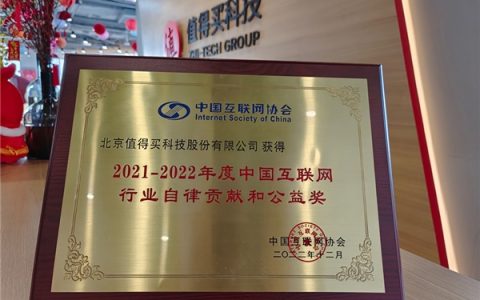 值得买科技
TECH GROUP
中国互联网协会
Internet Society of China
北京值得买科技股份有限公司 获得
2021-2022年度中国互联网
行业自律贡献和公益奖
中国互联网协会
二〇二二年十二月